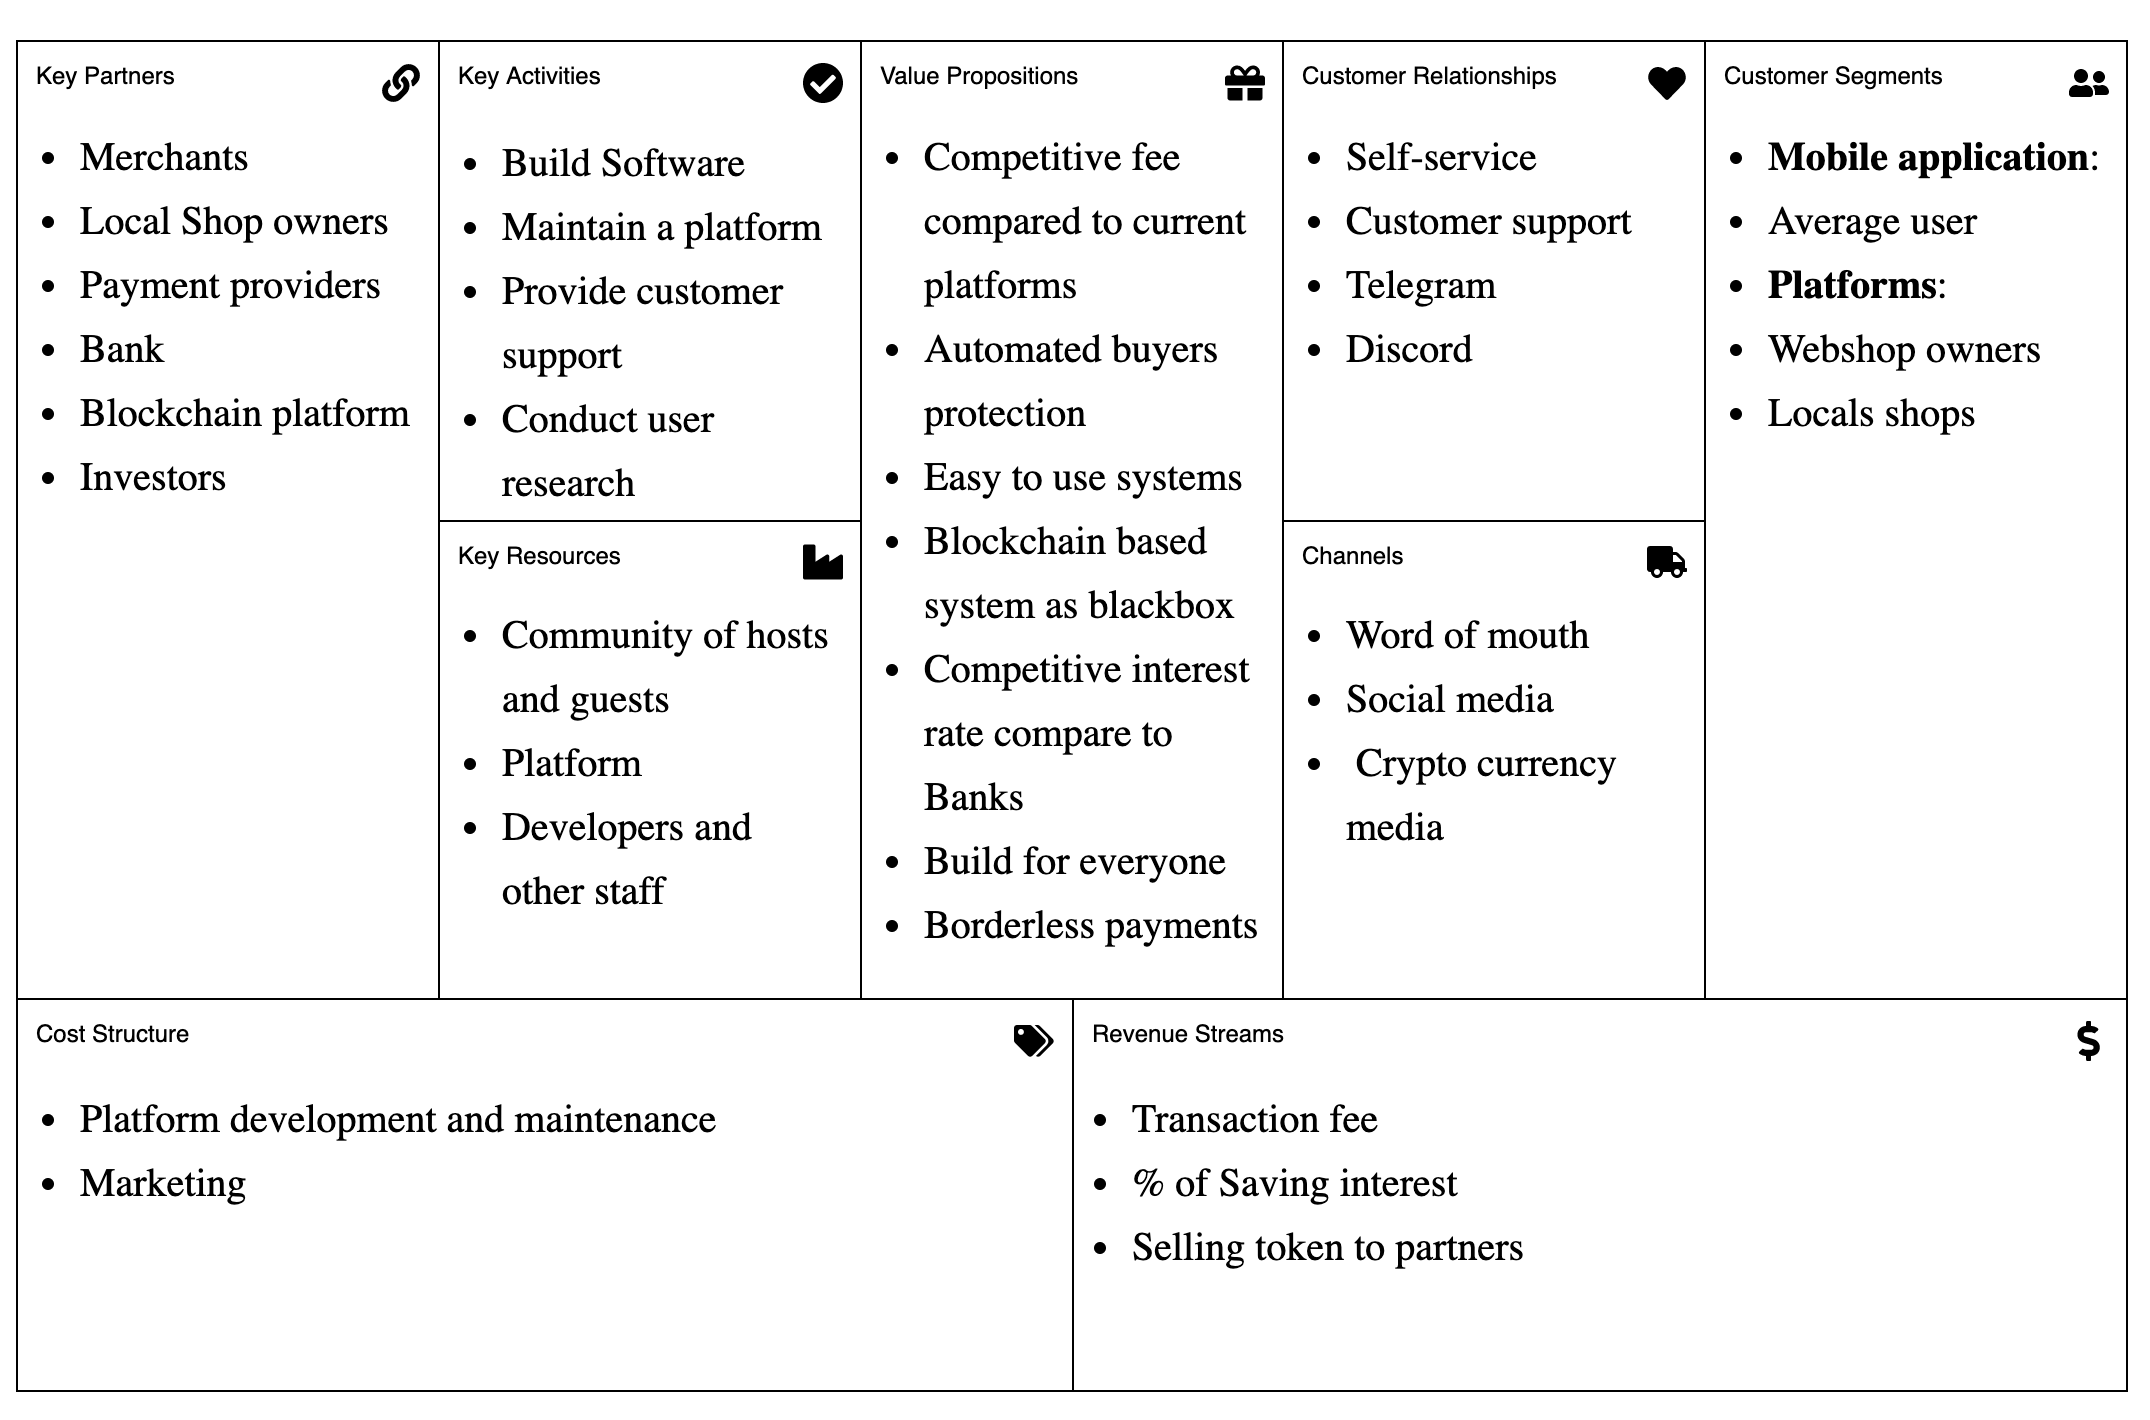 Key Partners
Merchants
Local Shop owners
Payment providers
Bank
Blockchain platform
Investors
Key Activities
Build Software
Maintain a platform
Provide customer
support
Conduct user
research
Key Resources
Community of hosts
and guests
Platform
Developers and
other staff
Value Propositions
Competitive fee
compared to current
platforms
Automated buyers
protection
Easy to use systems
Blockchain based
system as blackbox
Competitive interest
rate compare to
Banks
Build for everyone
Borderless payments
Customer Relationships
Self-service
Customer support
Telegram
Discord
Channels
Word of mouth
Social media
Crypto currency
media
Customer Segments
Mobile application:
Average user
Platforms:
Webshop owners
Locals shops
Cost Structure
Platform development and maintenance
Marketing
Revenue Streams
Transaction fee
% of Saving interest
Selling token to partners